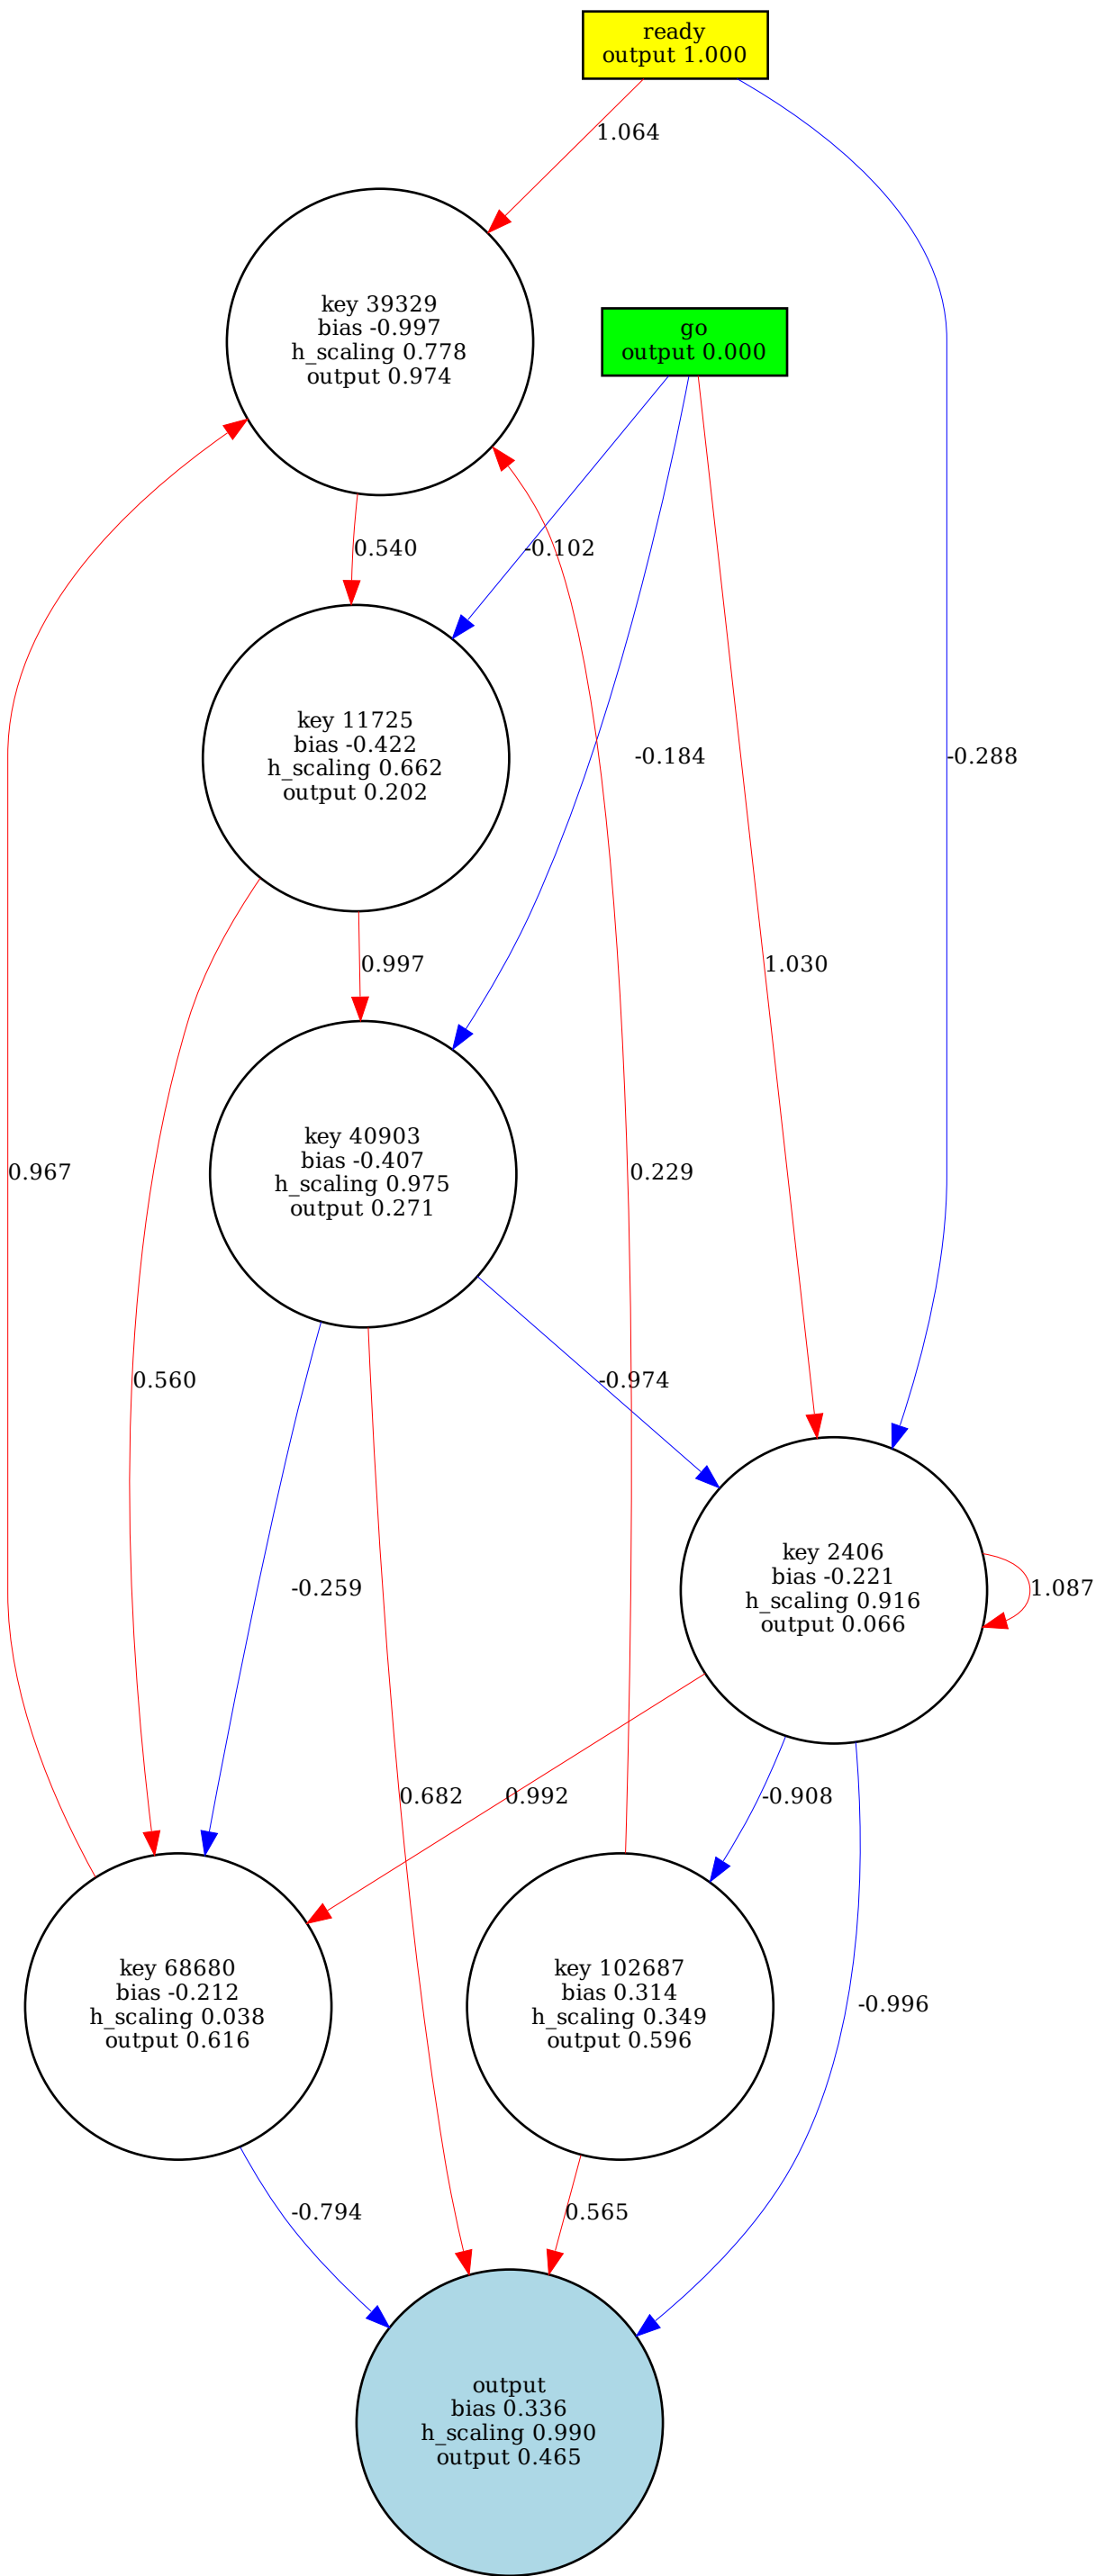 ready
output 1.000
1.064
key 39329
bias -0.997
h_scaling 0.778
output 0.974
go
output 0.000
0.540
-0.102
key 11725
bias -0.422
h_scaling 0.662
output 0.202
-0.184
-0.288
0.997
1.030
key 40903
bias -0.407
h_scaling 0.975
output 0.271
0.967
0.229
0.560
-0.974
key 2406
bias -0.221
h_scaling 0.916
output 0.066
-0.259
1.087
0.682
0.992
-0.908
key 68680
bias -0.212
h_scaling 0.038
output 0.616
key 102687
bias 0.314
h_scaling 0.349
output 0.596
-0.996
-0.794
0.565
output
bias 0.336
h_scaling 0.990
output 0.465